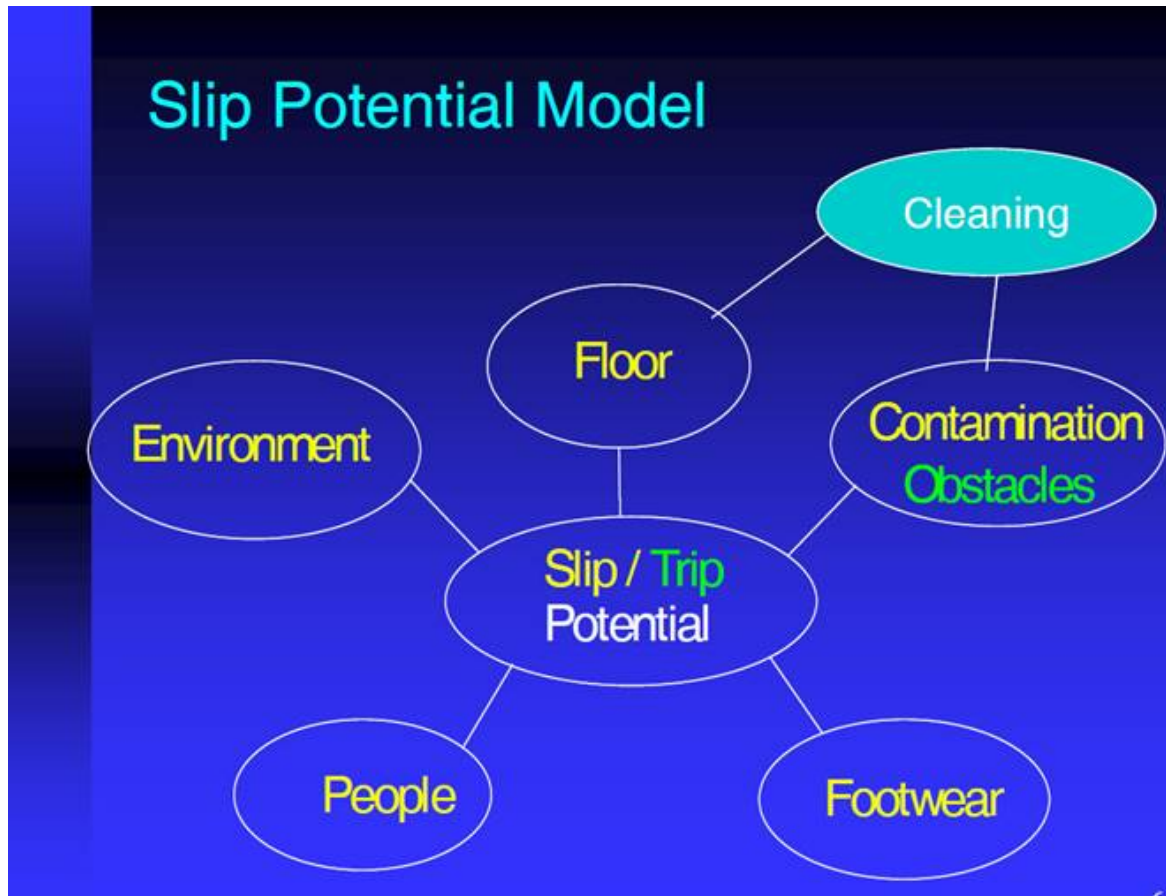 Slip Potential Model
Cleaning
Floor
Environment
Contamination
Obstacles
Slip / Trip
Potential
People
Footwear